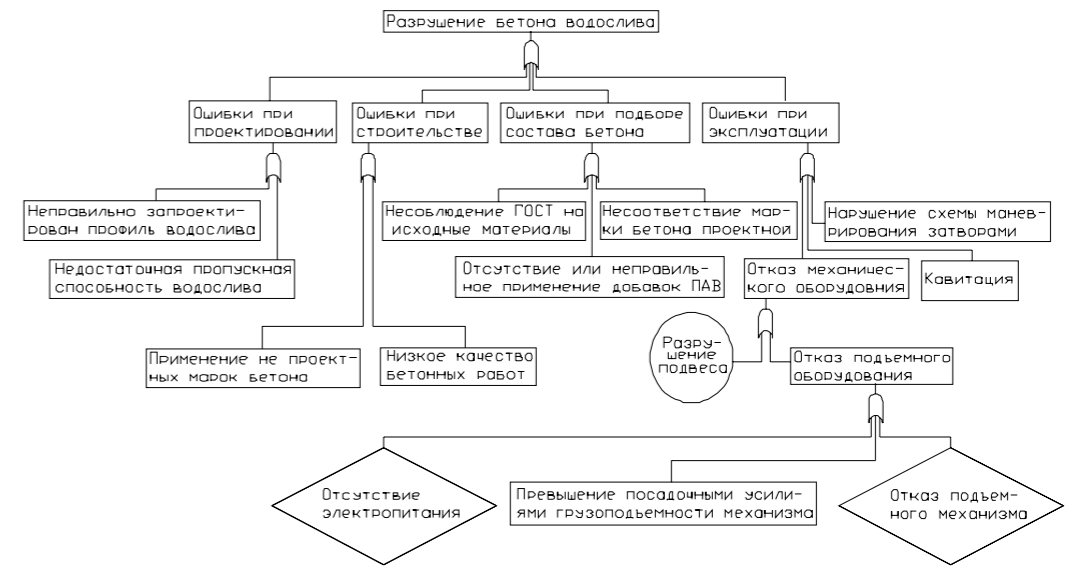 Разрушение бетона водослива
Ошибки при
проектировании
Ошибки при
строительстве
Ошибки при подборе
состава бетона
Ошибки при
эксплуатации
Неправильно запроекти-
рован профиль водослива
Несоблюдение ГОСТ на
исходные материалы
Несоответствие мар-
ки бетона проектной
Нарушение схемы манев-
рирования затворами
Недостаточная пропускная
способность водослива
Отсутствие или неправиль-
ное применение добавок ПАВ
Отказ механичес-
кого оборудовния
Кавитация
Применение не проект-
ных марок бетона
Низкое качество
бетонных работ
Разру-
шение
подвеса
Отказ подъемного
оборудования
Отсутствие
электропитания
Превышение посадочными усили-
ями грузоподъемности механизма
Отказ подъем-
ного механизма